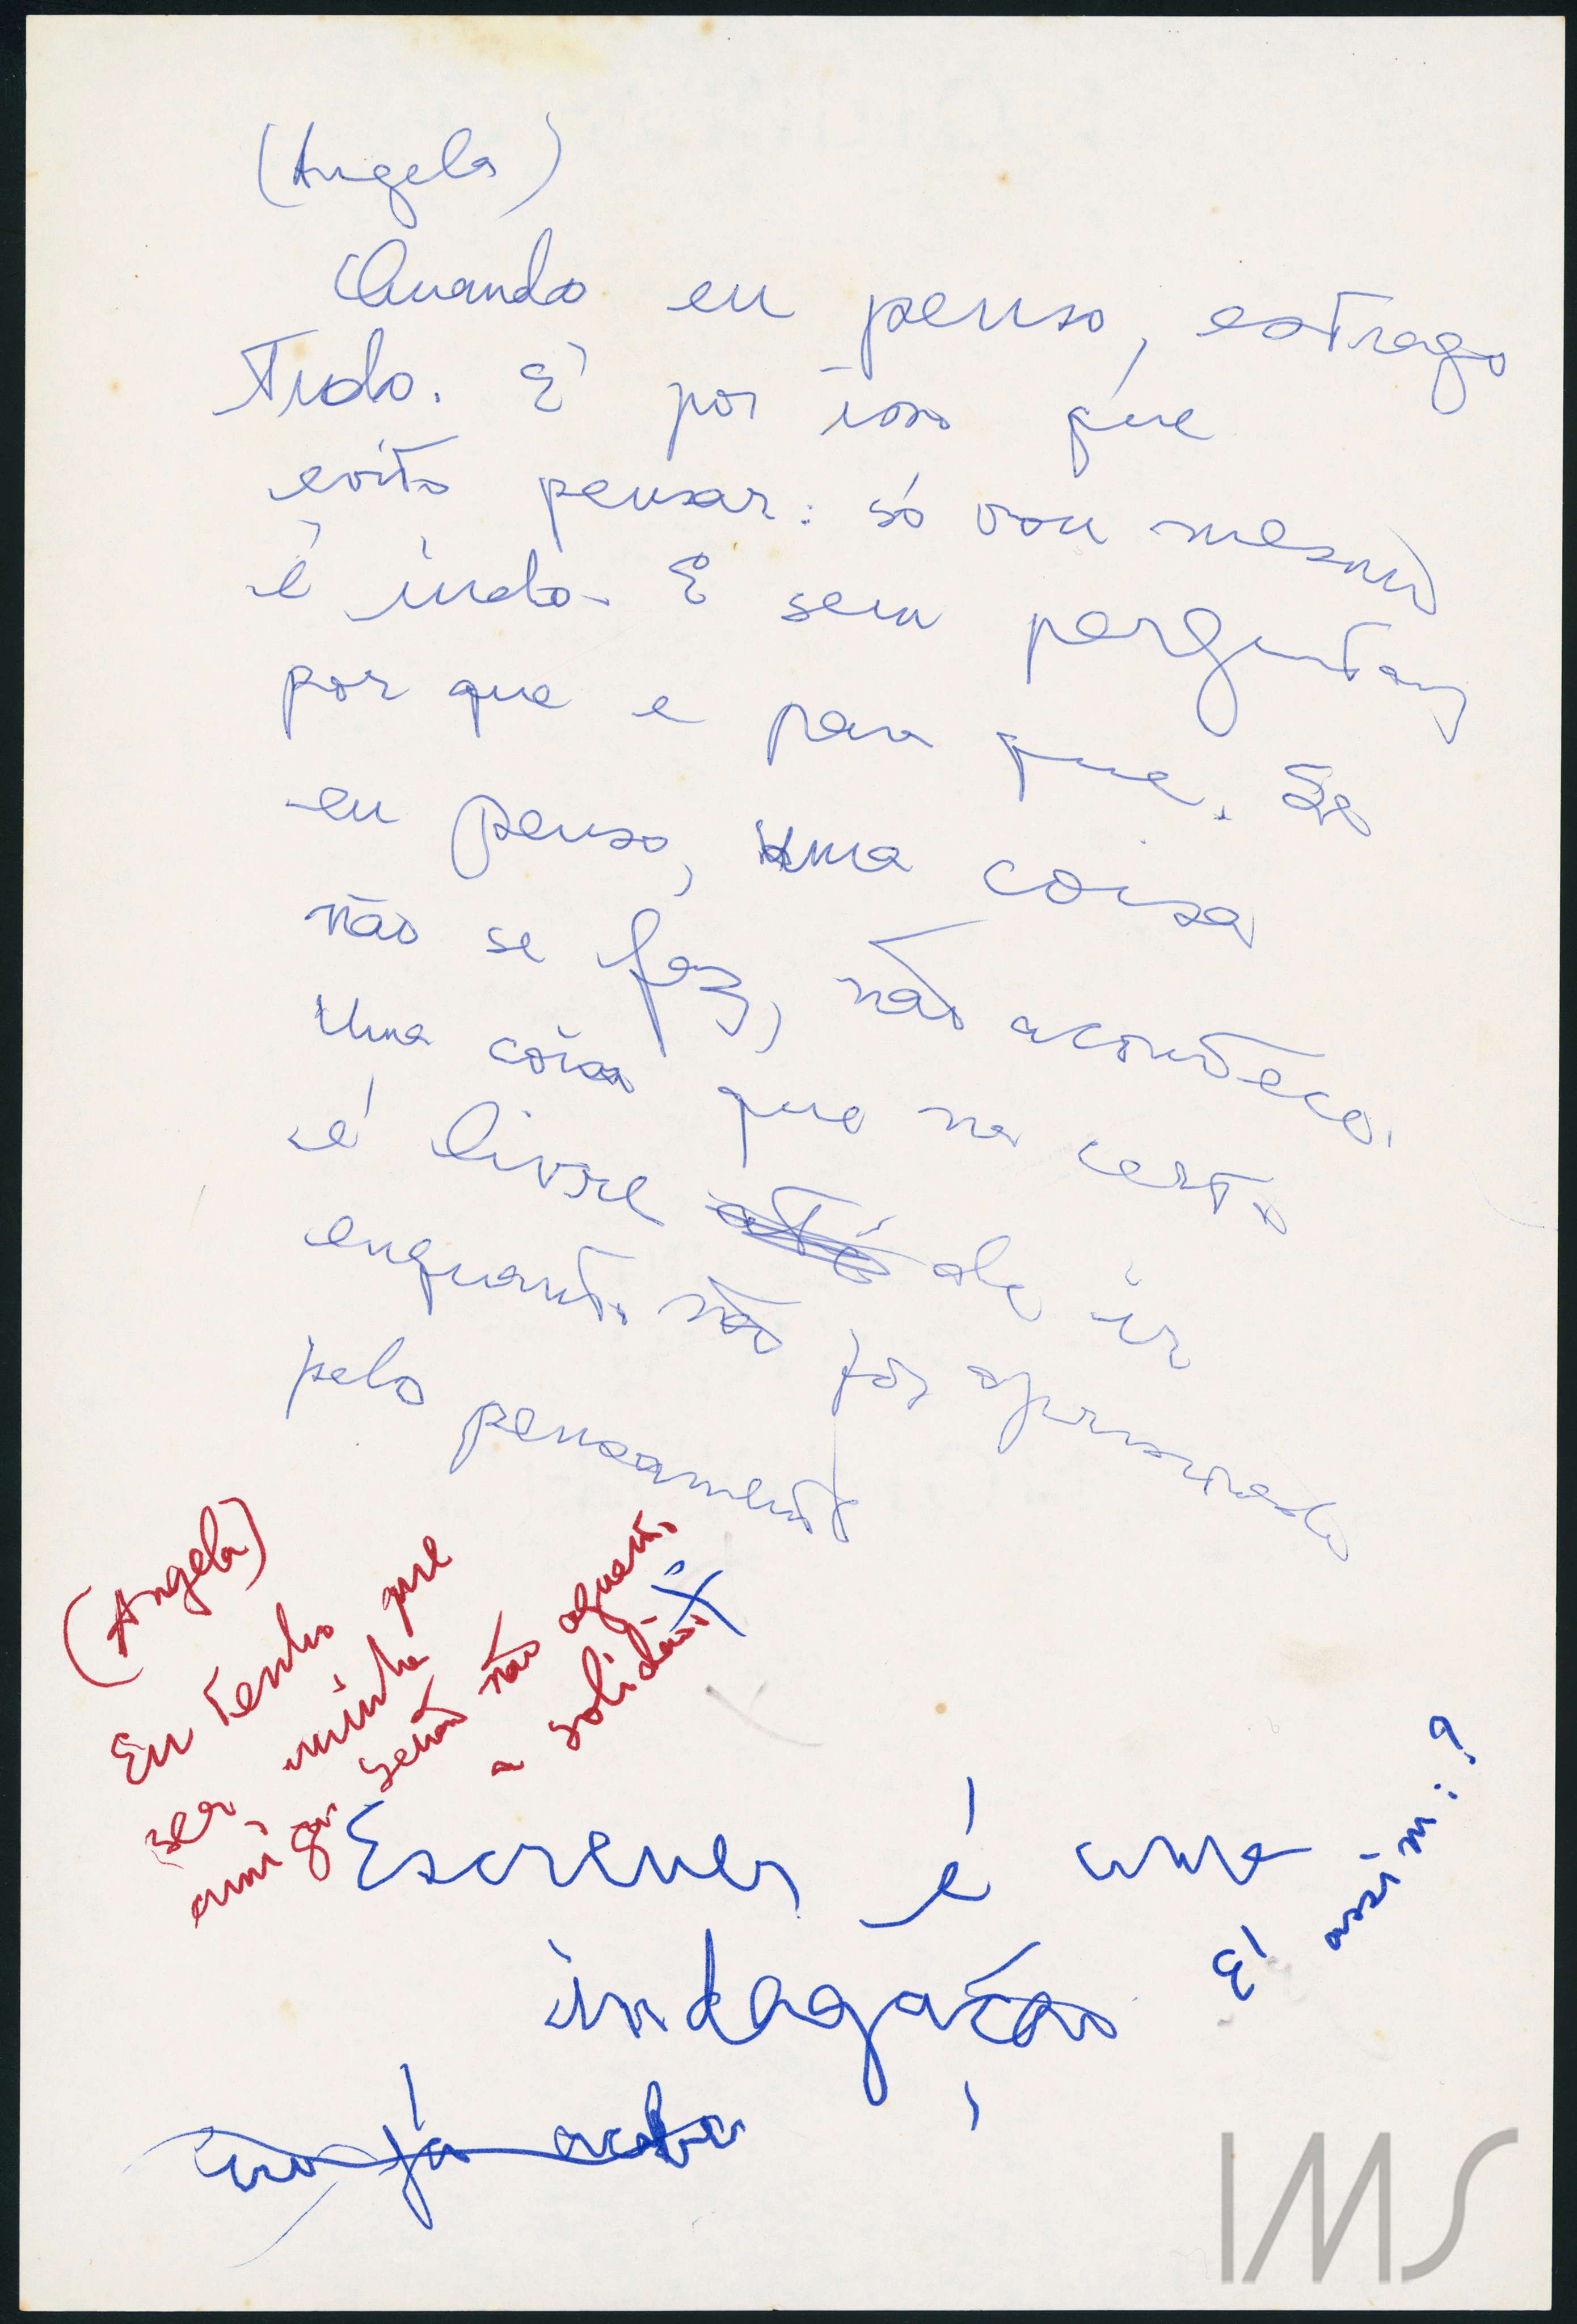 (Angela)
Quando eu penso, estrago
tudo. É por isso que
evito pensar: só vou mesmo
é indo. E sem perguntar
por que e para que. Se
eu penso, uma coisa
não se faz, não acontece.
Uma coisa que na certa
é livre até de ir
enquanto não for aprisionada
pelo pensamento
(Angela)
Eu tenho que
ser minha
amiga senão não aguento
a solidão.
X
Escrever é uma
indagação
É assim: ?
já acabou
IMS